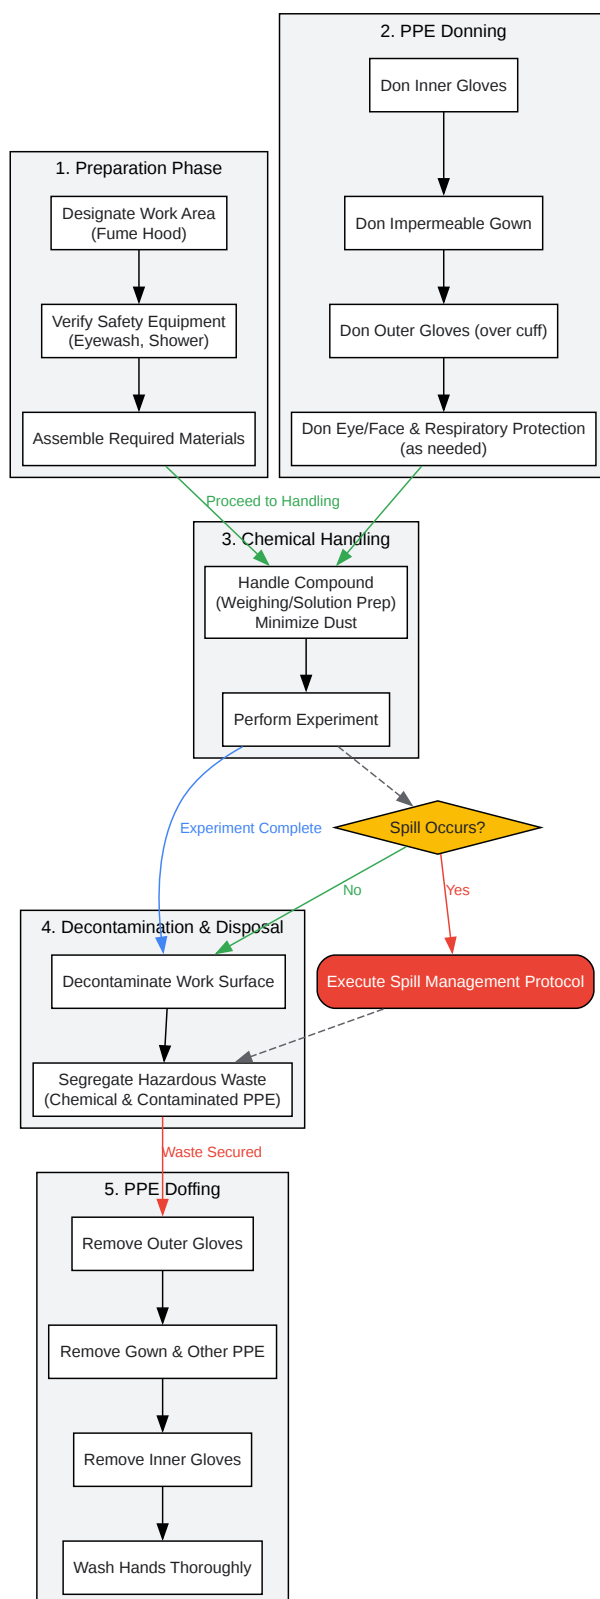 2. PPE Donning
Don Inner Gloves
Don Impermeable Gown
Don Outer Gloves (over cuff)
Don Eye/Face & Respiratory Protection
(as needed)
1. Preparation Phase
Designate Work Area
(Fume Hood)
Verify Safety Equipment
(Eyewash, Shower)
Assemble Required Materials
Proceed to Handling
3. Chemical Handling
Handle Compound
(Weighing/Solution Prep)
Minimize Dust
Perform Experiment
Experiment Complete
Spill Occurs?
No
Yes
4. Decontamination & Disposal
Decontaminate Work Surface
Execute Spill Management Protocol
Segregate Hazardous Waste
(Chemical & Contaminated PPE)
Waste Secured
5. PPE Doffing
Remove Outer Gloves
Remove Gown & Other PPE
Remove Inner Gloves
Wash Hands Thoroughly